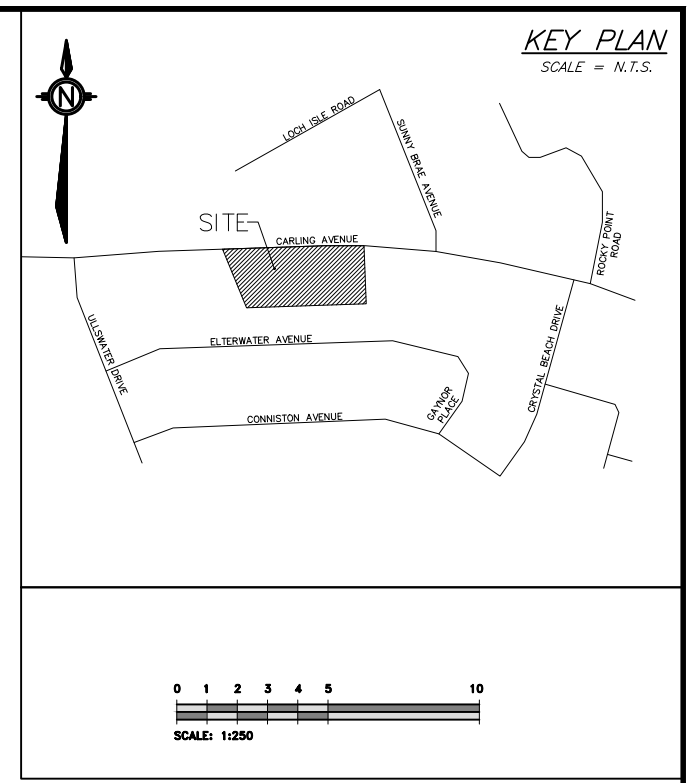 KEY PLAN
SCALE = N.T.S.
N
LOCH ISLE ROAD
SUNNY BRAE AVENUE
ROCKY POINT
ROAD
SITE
CARLING AVENUE
ULLSWATER DRIVE
ELTERWATER AVENUE
CRYSTAL BEACH DRIVE
GAYNOR
PLACE
CONNISTON AVENUE
0 1 2 3 4 5 10
SCALE: 1:250